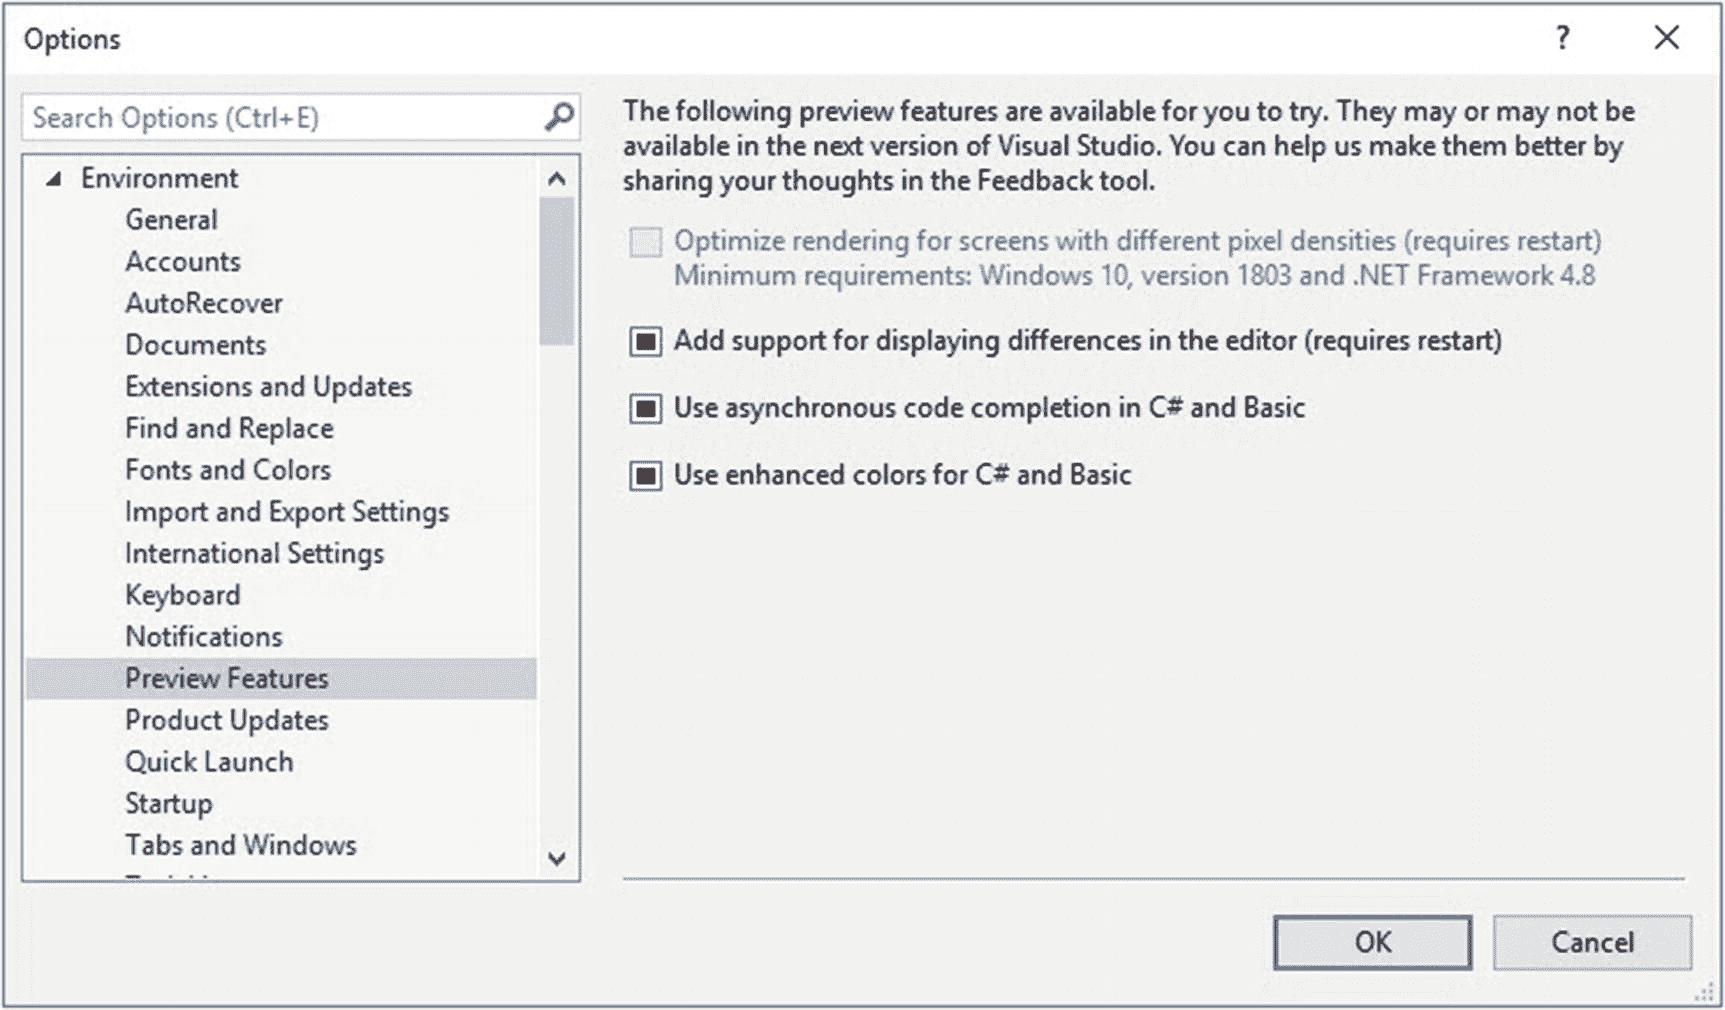 Options
?
Search Options (Ctrl+E)
Environment
General
Accounts
AutoRecover
Documents
Extensions and Updates
Find and Replace
Fonts and Colors
Import and Export Settings
International Settings
Keyboard
Notifications
Preview Features
Product Updates
Quick Launch
Startup
Tabs and Windows
The following preview features are available for you to try. They may or may not be
available in the next version of Visual Studio. You can help us make them better by
sharing your thoughts in the Feedback tool.
Optimize rendering for screens with different pixel densities (requires restart)
Minimum requirements: Windows 10, version 1803 and .NET Framework 4.8
Add support for displaying differences in the editor (requires restart)
Use asynchronous code completion in C# and Basic
Use enhanced colors for C# and Basic
OK
Cancel